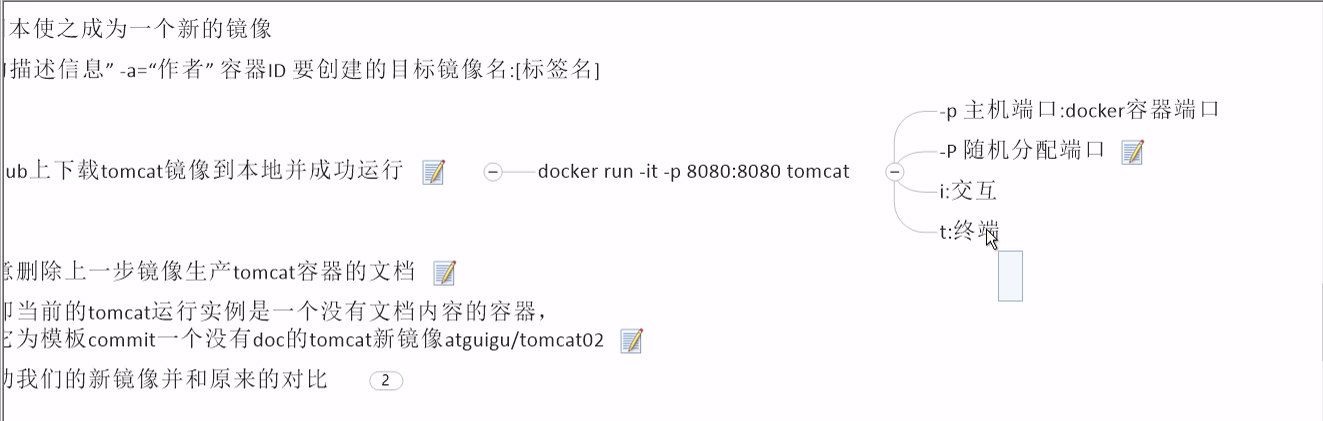 本使之成为一个新的镜像
描述信息” -a=“作者” 容器ID 要创建的目标镜像名:[标签名]
-p 主机端口:docker容器端口
-P 随机分配端口
ub上下载tomcat镜像到本地并成功运行
docker run -it -p 8080:8080 tomcat
i:交互
t:终端
意删除上一步镜像生产tomcat容器的文档
即当前的tomcat运行实例是一个没有文档内容的容器，
它为模板commit一个没有doc的tomcat新镜像atguigu/tomcat02
动我们的新镜像并和原来的对比
2